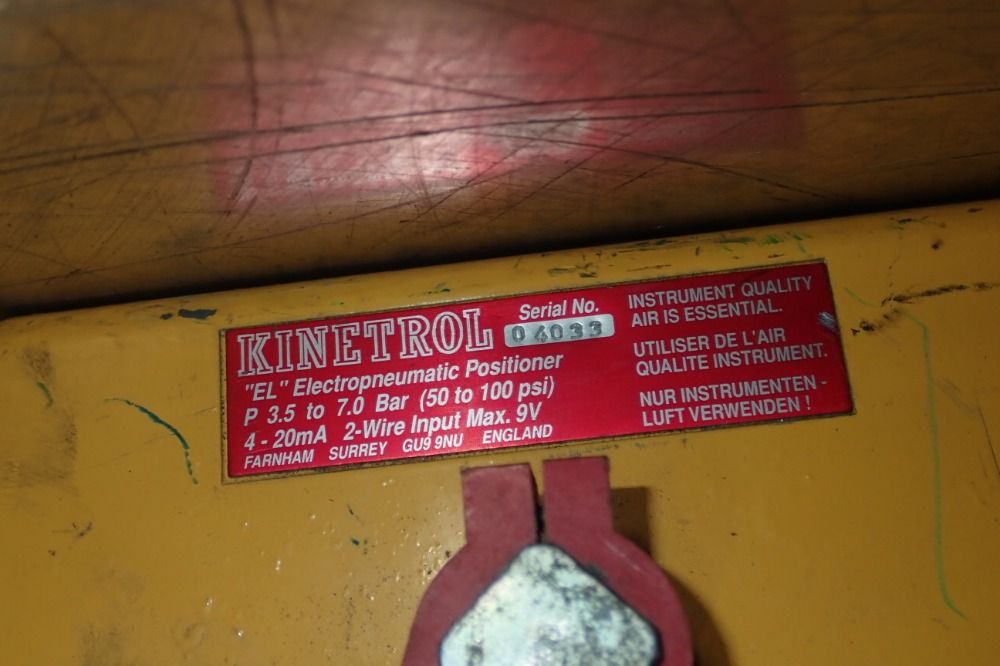 KINETROL
Serial No.
04033
"EL" Electropneumatic Positioner
P 3.5 to 7.0 Bar (50 to 100 psi)
4 - 20mA 2-Wire Input Max. 9V
FARNHAM SURREY GU9 9NU ENGLAND
INSTRUMENT QUALITY
AIR IS ESSENTIAL.
UTILISER DE L'AIR
QUALITE INSTRUMENT.
NUR INSTRUMENTEN -
LUFT VERWENDEN !